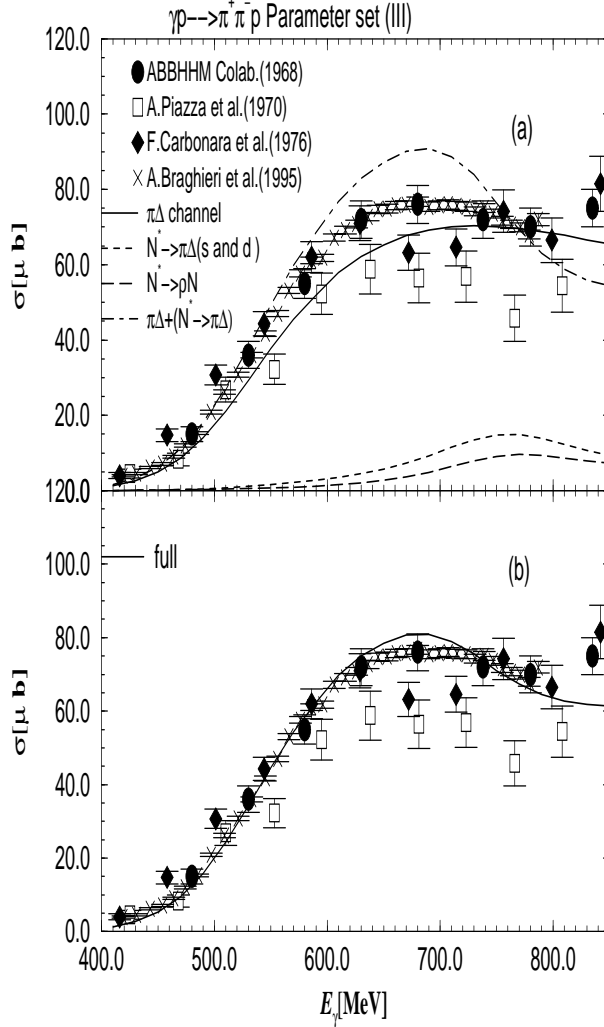 γp−−>π⁺π⁻p Parameter set (III)
120.0
ABBHHM Colab.(1968)
A.Piazza et al.(1970)
F.Carbonara et al.(1976)
A.Braghieri et al.(1995)
πΔ channel
N*->πΔ(s and d )
N*->ρN
πΔ+(N*->πΔ)
(a)
100.0
80.0
60.0
40.0
20.0
σ[μ b]
120.0
full
(b)
100.0
80.0
60.0
40.0
20.0
0.0
σ[μ b]
400.0 500.0 600.0 700.0 800.0
Eγ[MeV]